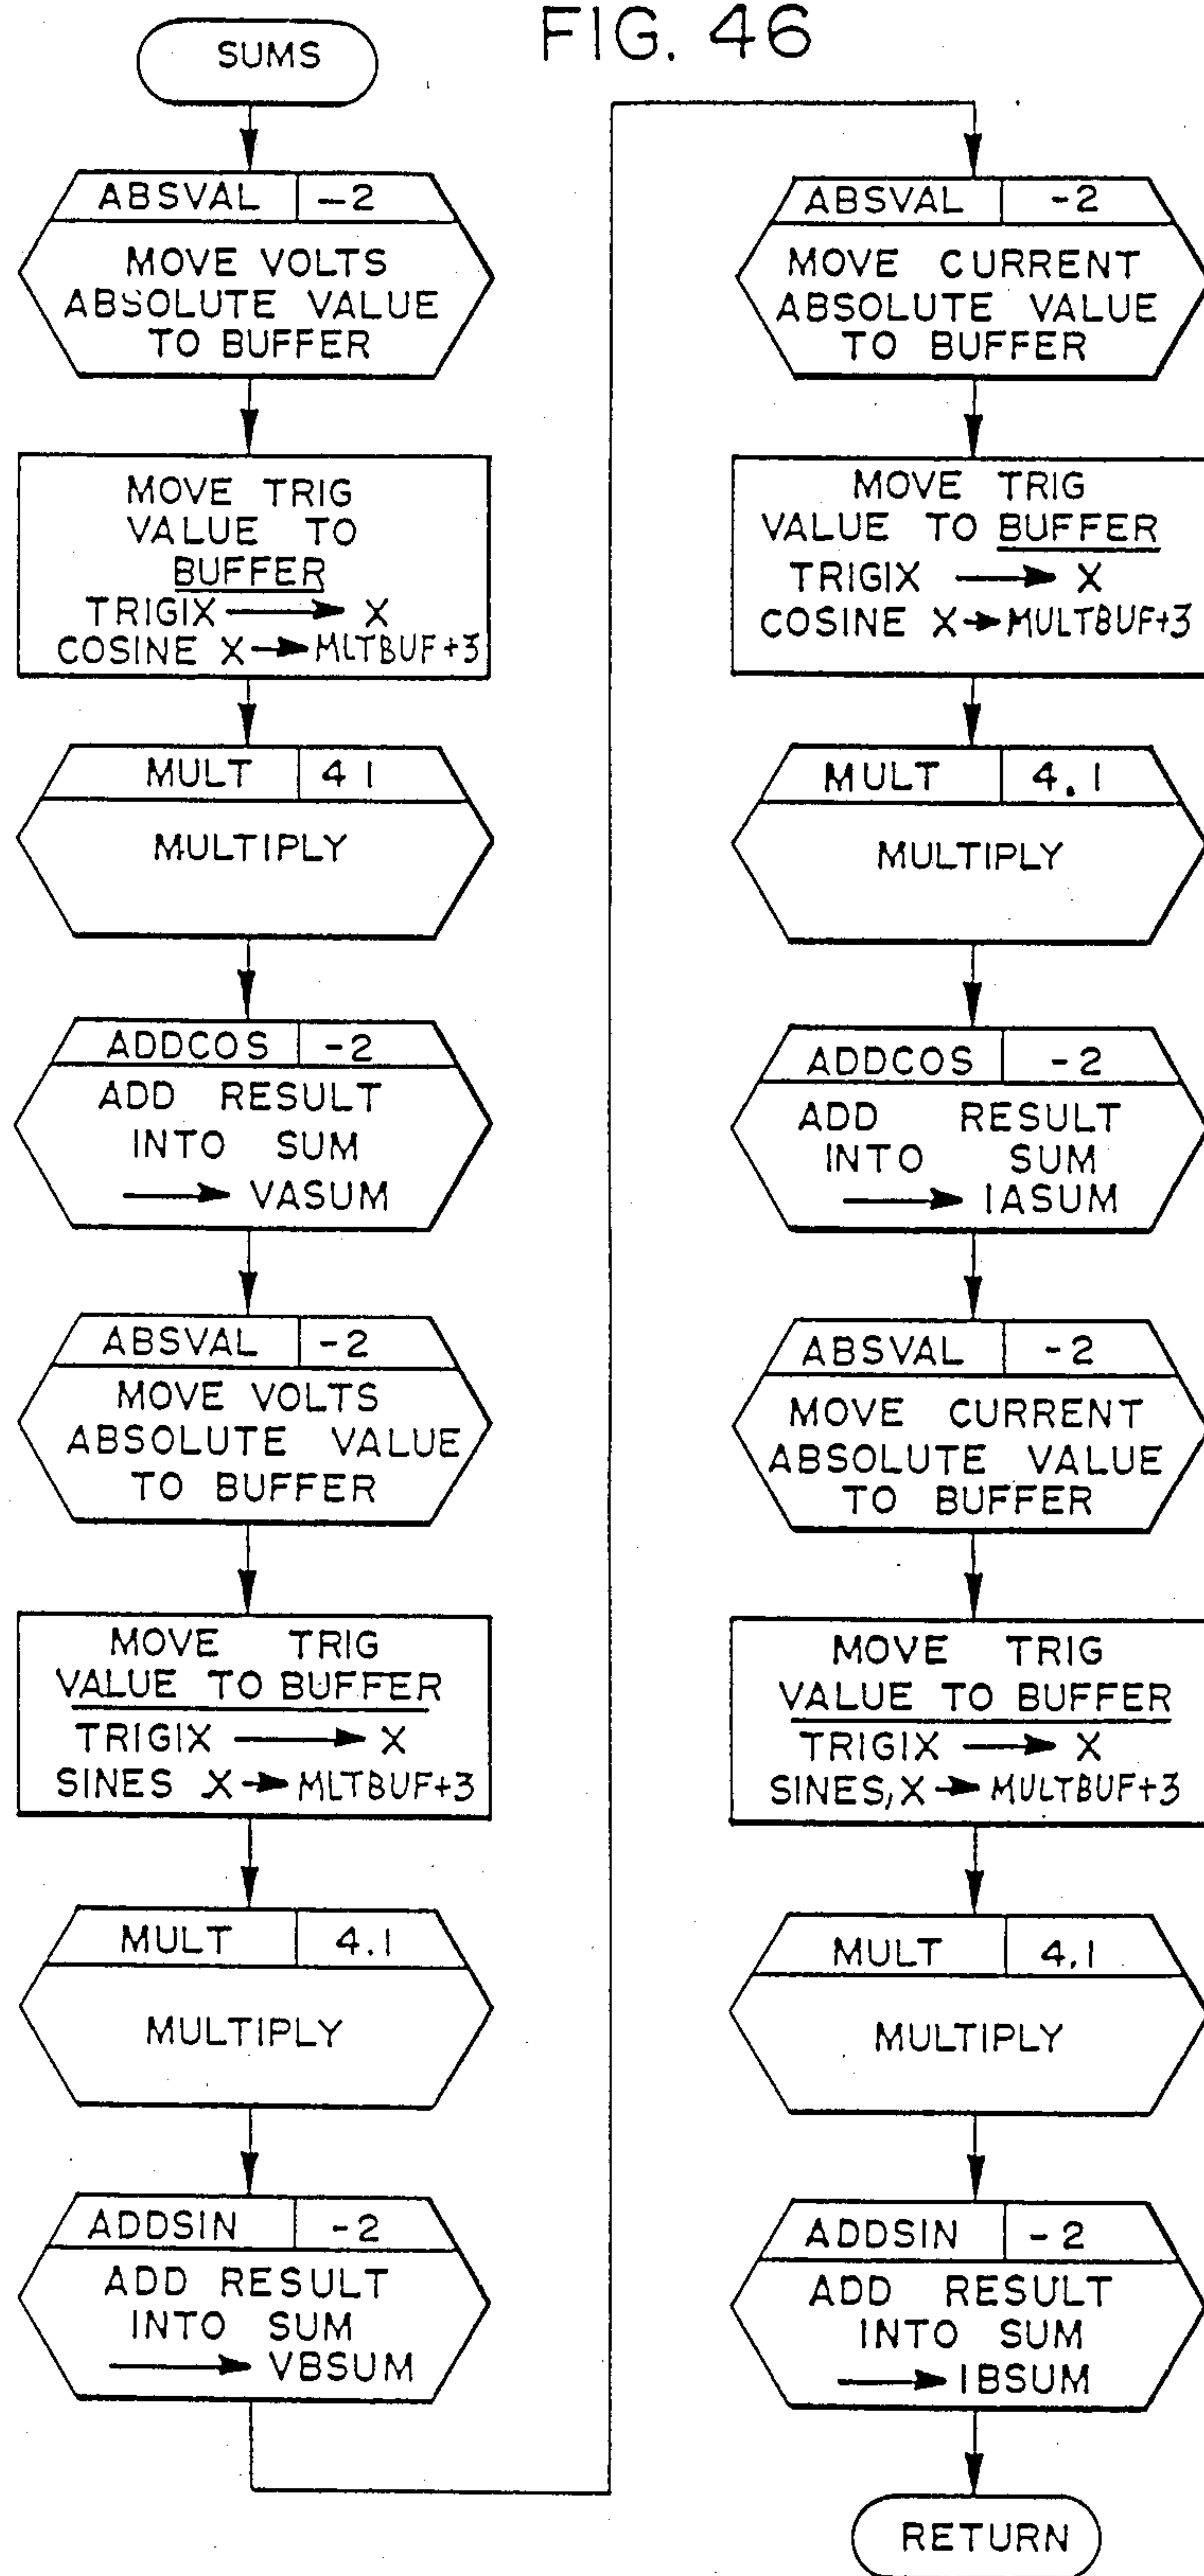 FIG. 46
SUMS
ABSVAL -2
MOVE VOLTS
ABSOLUTE VALUE
TO BUFFER
MOVE TRIG
VALUE TO
BUFFER
TRIGIX → X
COSINE X → MLTBUF+3
MULT 41
MULTIPLY
ADDCOS -2
ADD RESULT
INTO SUM
→ VASUM
ABSVAL -2
MOVE VOLTS
ABSOLUTE VALUE
TO BUFFER
MOVE TRIG
VALUE TO BUFFER
TRIGIX → X
SINES X → MLTBUF+3
MULT 4.1
MULTIPLY
ADDSIN -2
ADD RESULT
INTO SUM
→ VBSUM
ABSVAL -2
MOVE CURRENT
ABSOLUTE VALUE
TO BUFFER
MOVE TRIG
VALUE TO BUFFER
TRIGIX → X
COSINE X → MULTBUF+3
MULT 4.1
MULTIPLY
ADDCOS -2
ADD RESULT
INTO SUM
→ IASUM
ABSVAL -2
MOVE CURRENT
ABSOLUTE VALUE
TO BUFFER
MOVE TRIG
VALUE TO BUFFER
TRIGIX → X
SINES, X → MULTBUF+3
MULT 4.1
MULTIPLY
ADDSIN -2
ADD RESULT
INTO SUM
→ IBSUM
RETURN